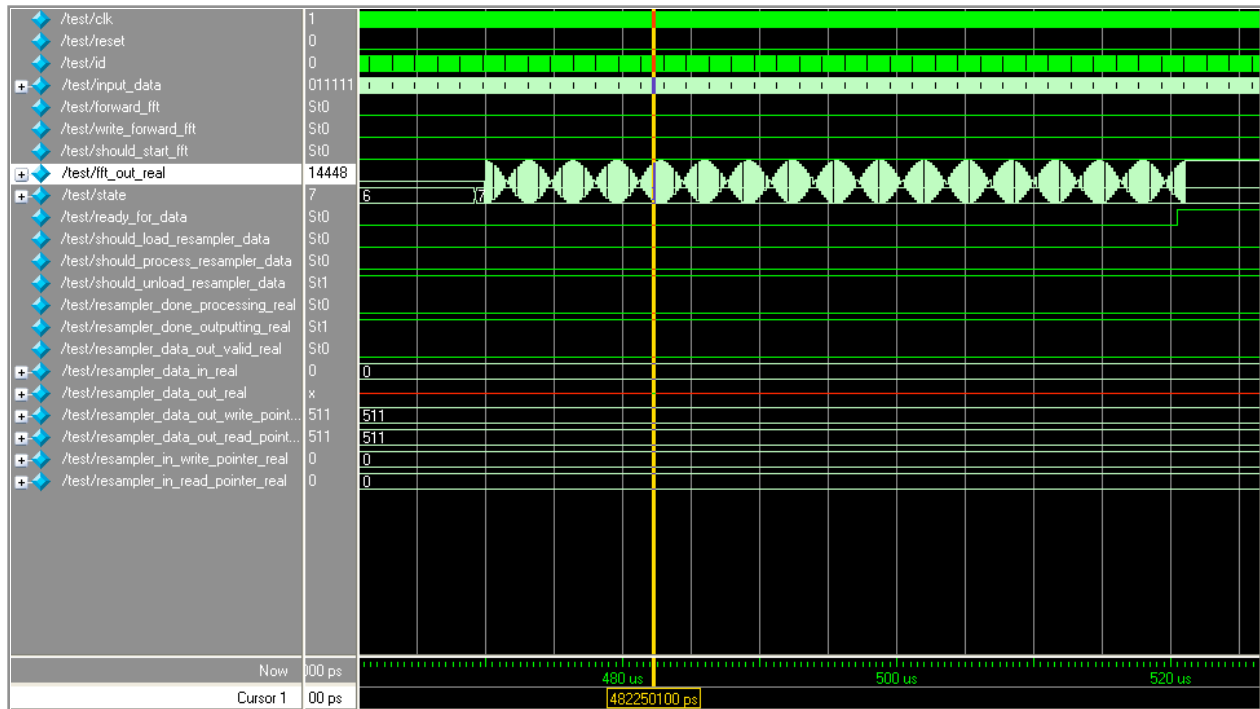 /test/clk 1
/test/reset 0
/test/id 0
/test/input_data 011111
/test/forward_fft St0
/test/write_forward_fft St0
/test/should_start_fft St0
/test/fft_out_real 14448
/test/state 7 6 7
/test/ready_for_data St0
/test/should_load_resampler_data St0
/test/should_process_resampler_data St0
/test/should_unload_resampler_data St1
/test/resampler_done_processing_real St0
/test/resampler_done_outputting_real St1
/test/resampler_data_out_valid_real St0
/test/resampler_data_in_real 0 0
/test/resampler_data_out_real x
/test/resampler_data_out_write_point... 511 511
/test/resampler_data_out_read_point... 511 511
/test/resampler_in_write_pointer_real 0 0
/test/resampler_in_read_pointer_real 0 0
Now 000 ps 480 us 500 us 520 us
Cursor 1 00 ps 482250100 ps